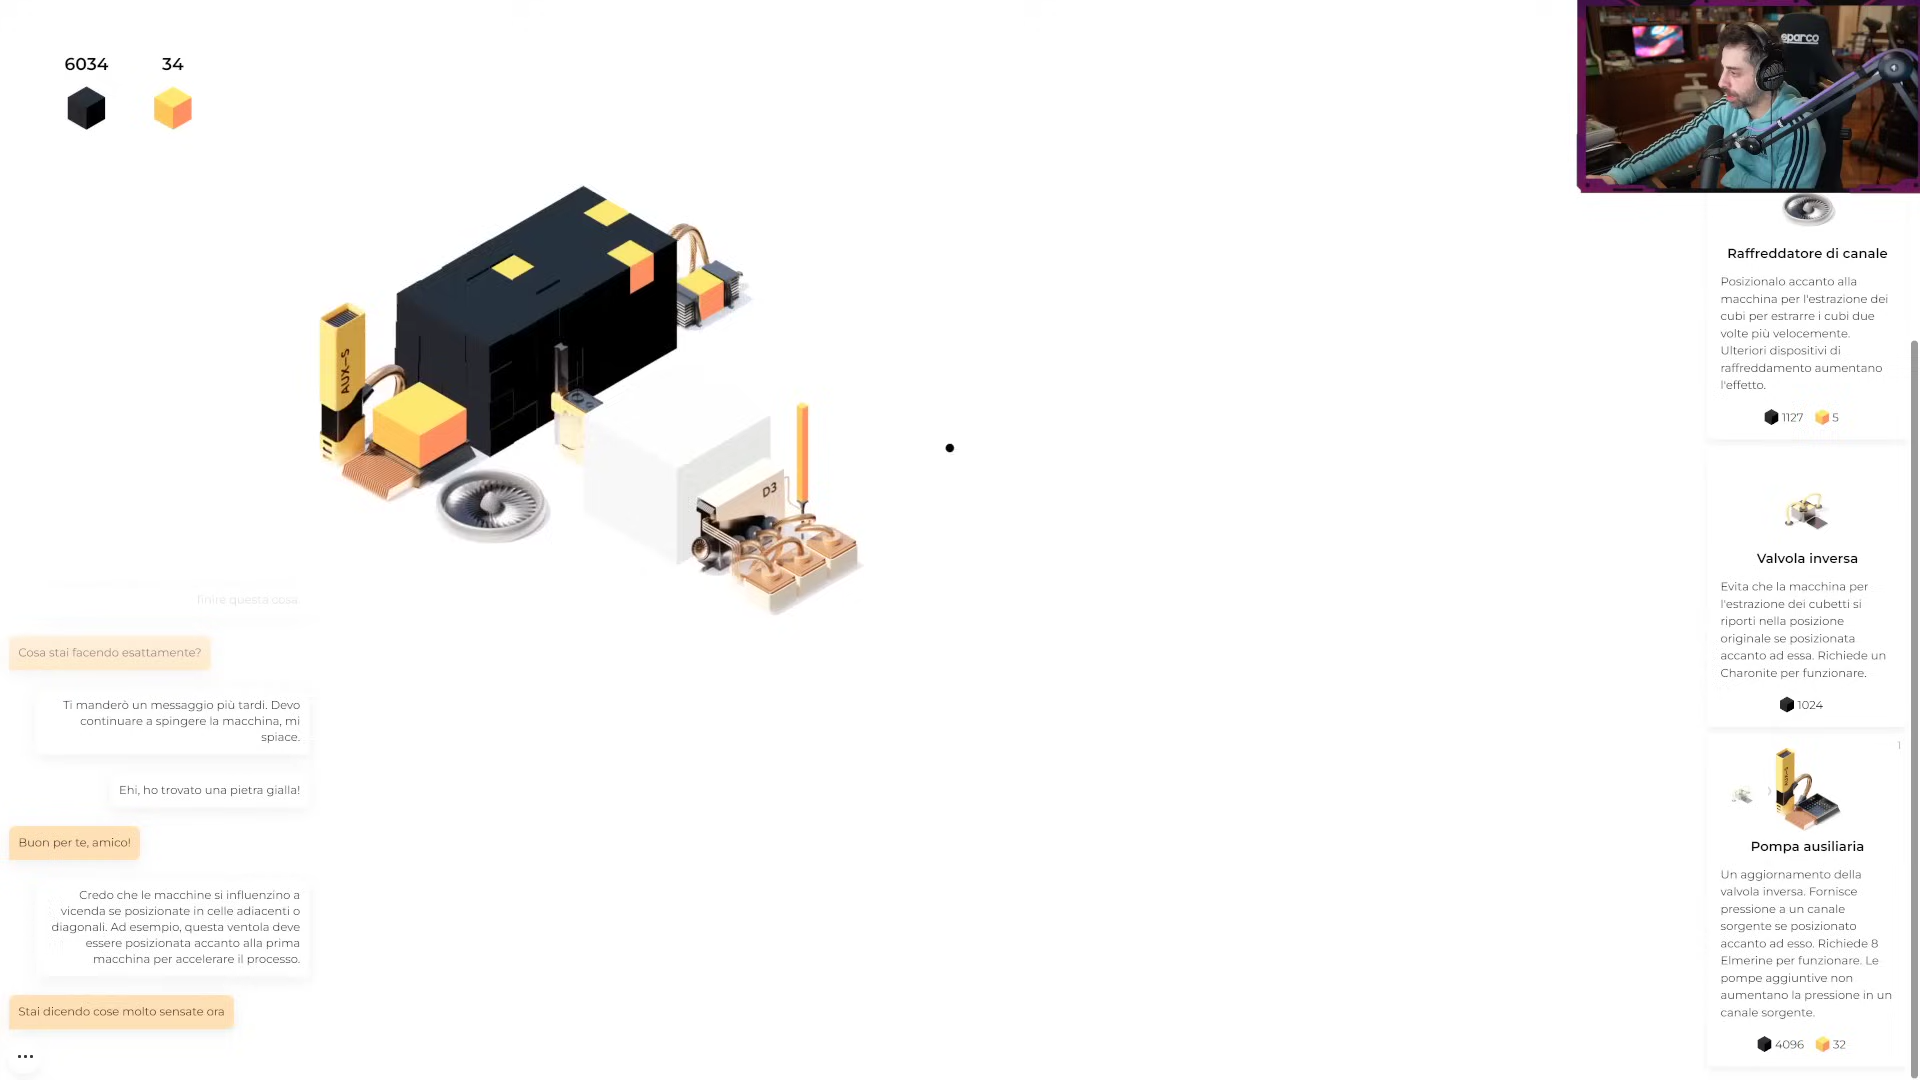 6034
34
sparco
AUX-S
D3
finire questa cosa.
Cosa stai facendo esattamente?
Ti manderò un messaggio più tardi. Devo
continuare a spingere la macchina, mi
spiace.
Ehi, ho trovato una pietra gialla!
Buon per te, amico!
Credo che le macchine si influenzino a
vicenda se posizionate in celle adiacenti o
diagonali. Ad esempio, questa ventola deve
essere posizionata accanto alla prima
macchina per accelerare il processo.
Stai dicendo cose molto sensate ora
Raffreddatore di canale
Posizionalo accanto alla
macchina per l'estrazione dei
cubi per estrarre i cubi due
volte più velocemente.
Ulteriori dispositivi di
raffreddamento aumentano
l'effetto.
1127
5
Valvola inversa
Evita che la macchina per
l'estrazione dei cubetti si
riporti nella posizione
originale se posizionata
accanto ad essa. Richiede un
Charonite per funzionare.
1024
1
Pompa ausiliaria
Un aggiornamento della
valvola inversa. Fornisce
pressione a un canale
sorgente se posizionato
accanto ad esso. Richiede 8
Elmerine per funzionare. Le
pompe aggiuntive non
aumentano la pressione in un
canale sorgente.
4096
32